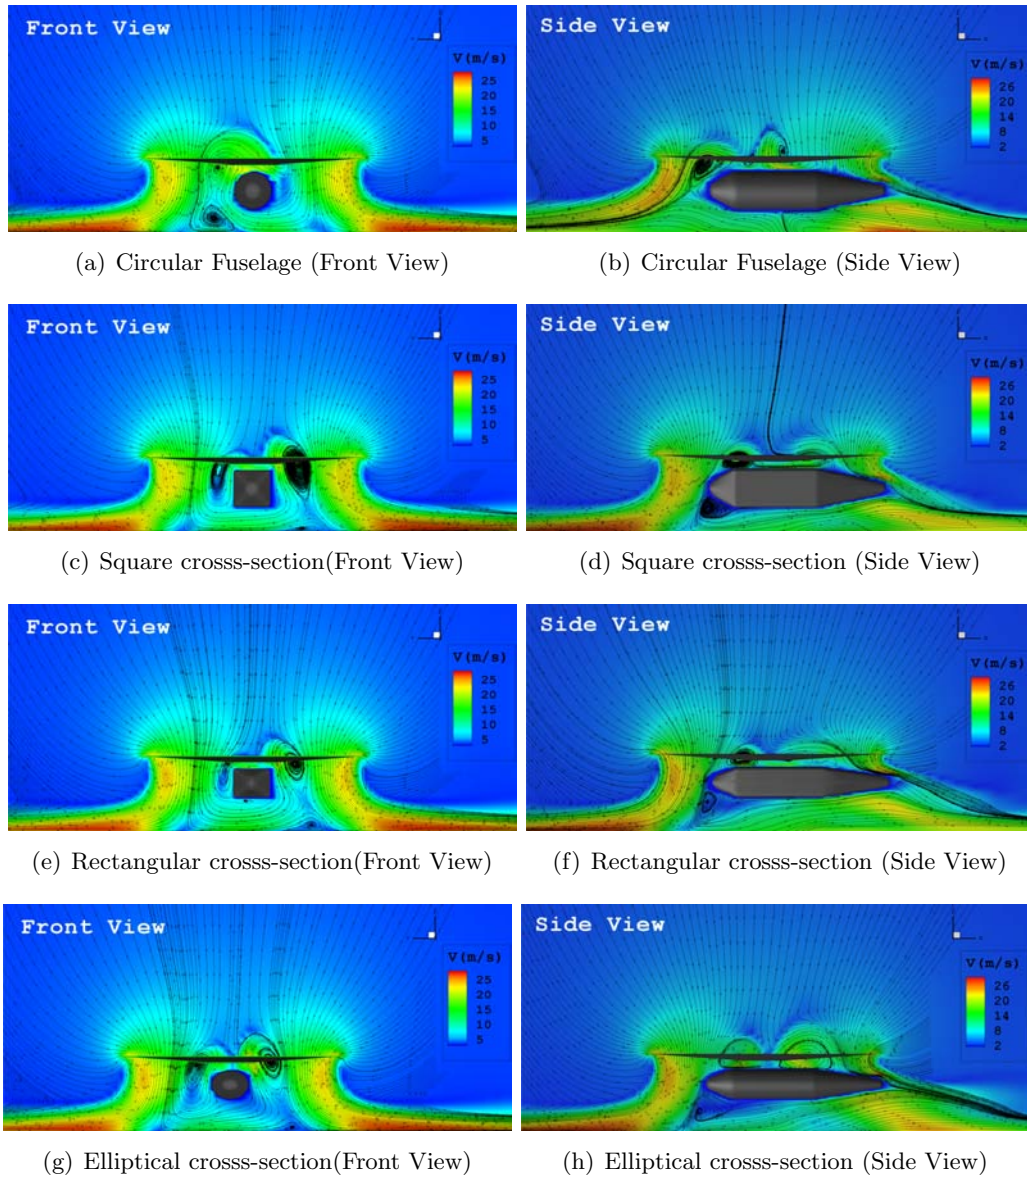 Front View
V(m/s)
25
20
15
10
5
Side View
V(m/s)
26
20
14
8
2
(a) Circular Fuselage (Front View)
(b) Circular Fuselage (Side View)
Front View
V(m/s)
25
20
15
10
5
Side View
V(m/s)
26
20
14
8
2
(c) Square crosss-section(Front View)
(d) Square crosss-section (Side View)
Front View
V(m/s)
25
20
15
10
5
Side View
V(m/s)
26
20
14
8
2
(e) Rectangular crosss-section(Front View)
(f) Rectangular crosss-section (Side View)
Front View
V(m/s)
25
20
15
10
5
Side View
V(m/s)
26
20
14
8
2
(g) Elliptical crosss-section(Front View)
(h) Elliptical crosss-section (Side View)